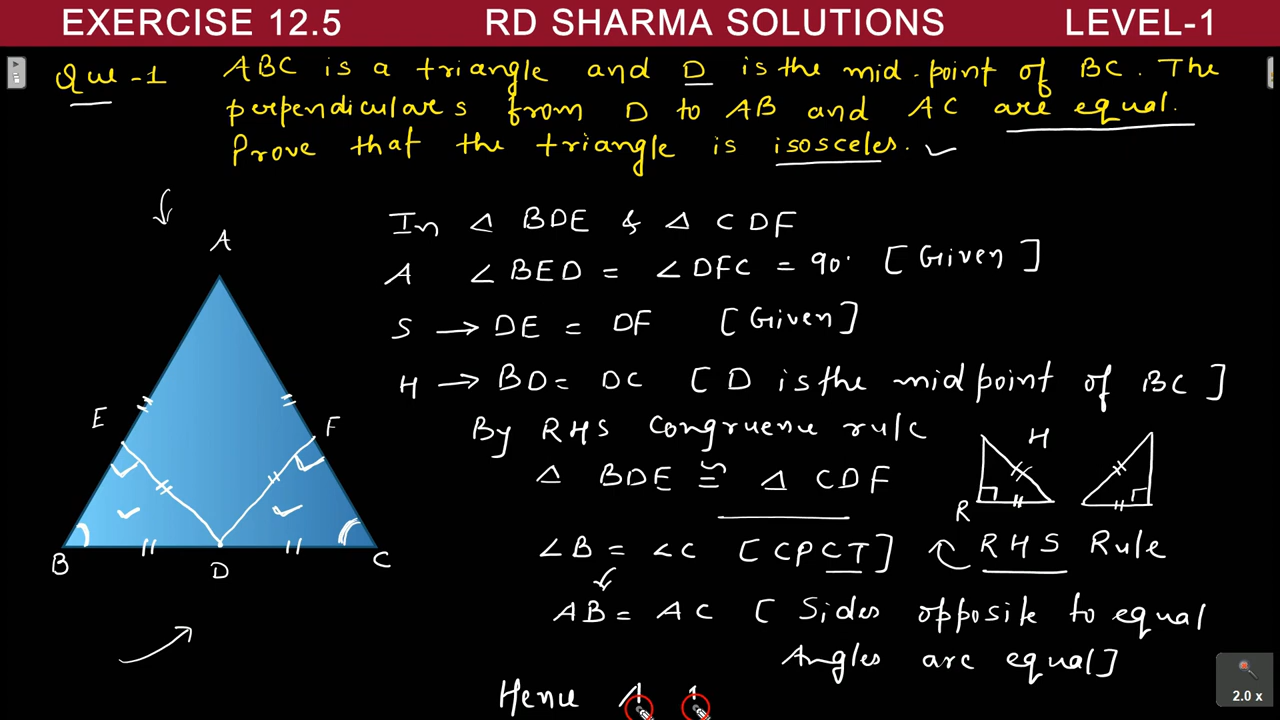 EXERCISE 12.5 RD SHARMA SOLUTIONS LEVEL-1
Que-1 ABC is a triangle and D is the mid-point of BC. The
perpendiculares from D to AB and AC are equal.
Prove that the triangle is isosceles.
A
E
F
B
D
C
In △ BDE & △ CDF
A ∠BED = ∠DFC = 90° [Given]
S → DE = DF [Given]
H → BD = DC [D is the midpoint of BC]
By RHS congruence rule
△ BDE ≅ △ CDF
H
R
∠B = ∠C [CPCT] RHS Rule
AB = AC [Sides opposite to equal
Angles are equal]
Hence
2.0 x